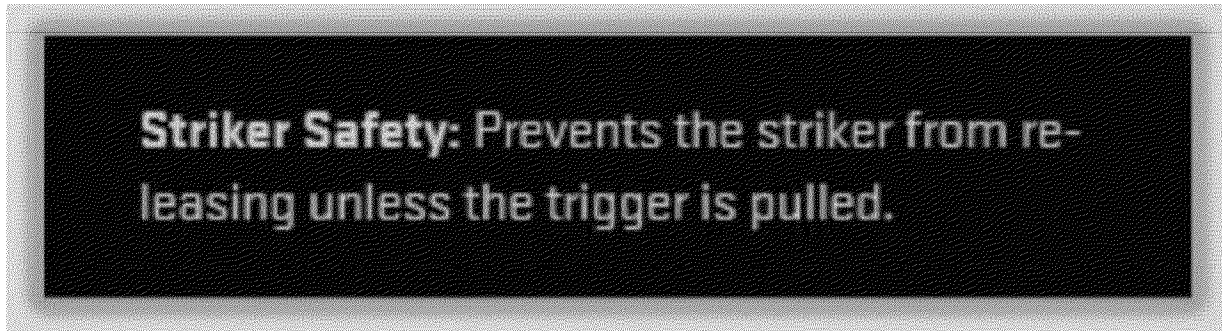 Striker Safety: Prevents the striker from re-
leasing unless the trigger is pulled.